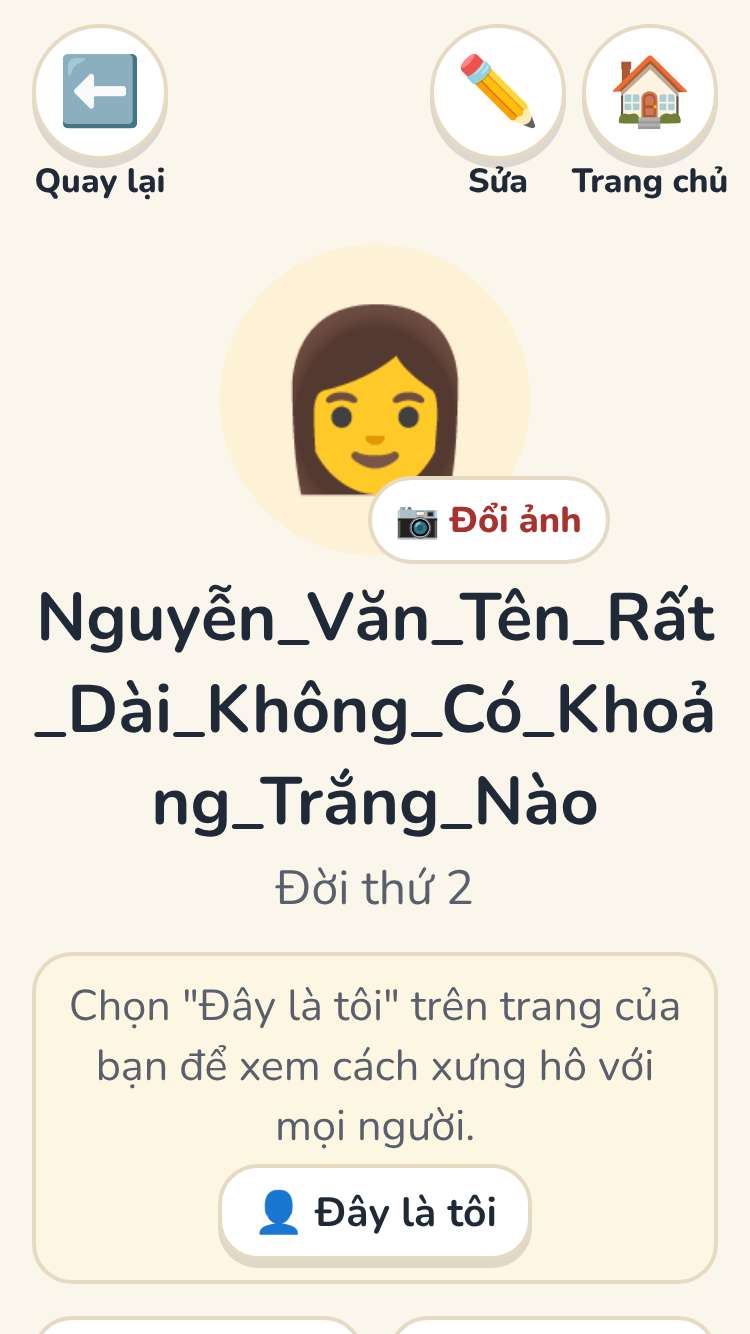 Quay lại
Sửa
Trang chủ
Đổi ảnh
Nguyễn_Văn_Tên_Rất
_Dài_Không_Có_Khoả
ng_Trắng_Nào
Đời thứ 2
Chọn "Đây là tôi" trên trang của
bạn để xem cách xưng hô với
mọi người.
Đây là tôi